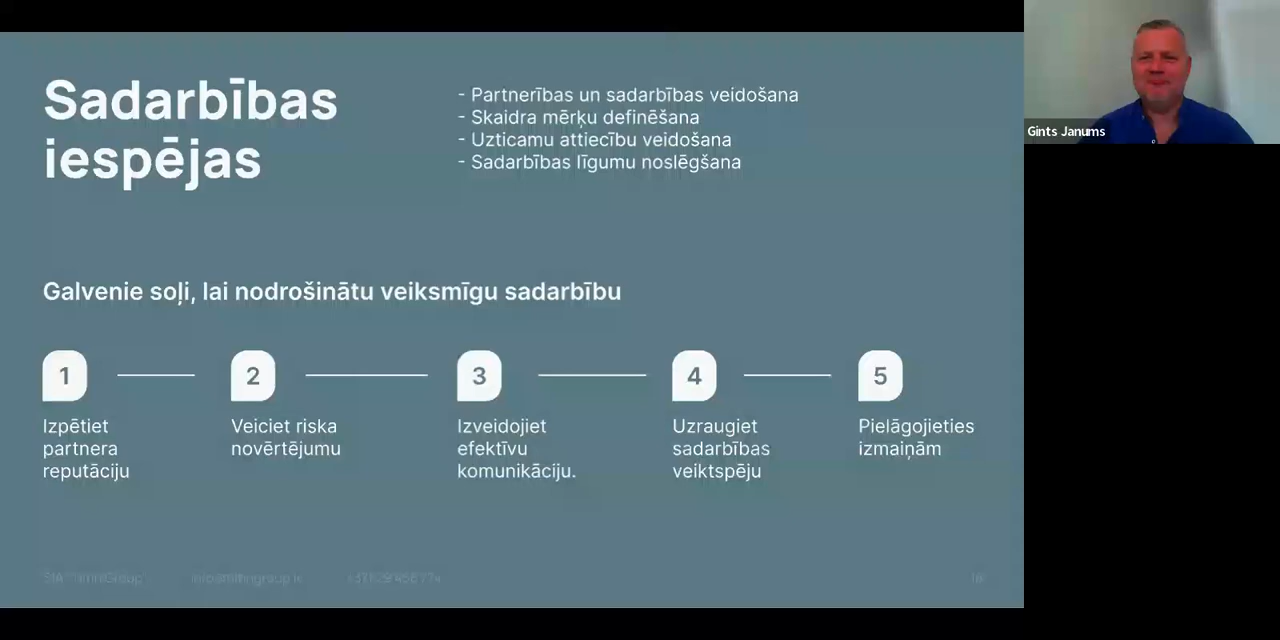 Sadarbības
iespējas
- Partnerības un sadarbības veidošana
- Skaidra mērķu definēšana
- Uzticamu attiecību veidošana
- Sadarbības līgumu noslēgšana
Gints Janums
Galvenie soļi, lai nodrošinātu veiksmīgu sadarbību
1
2
3
4
5
Izpētiet
partnera
reputāciju
Veiciet riska
novērtējumu
Izveidojiet
efektīvu
komunikāciju.
Uzraugiet
sadarbības
veiktspēju
Pielāgojieties
izmaiņām
SIA